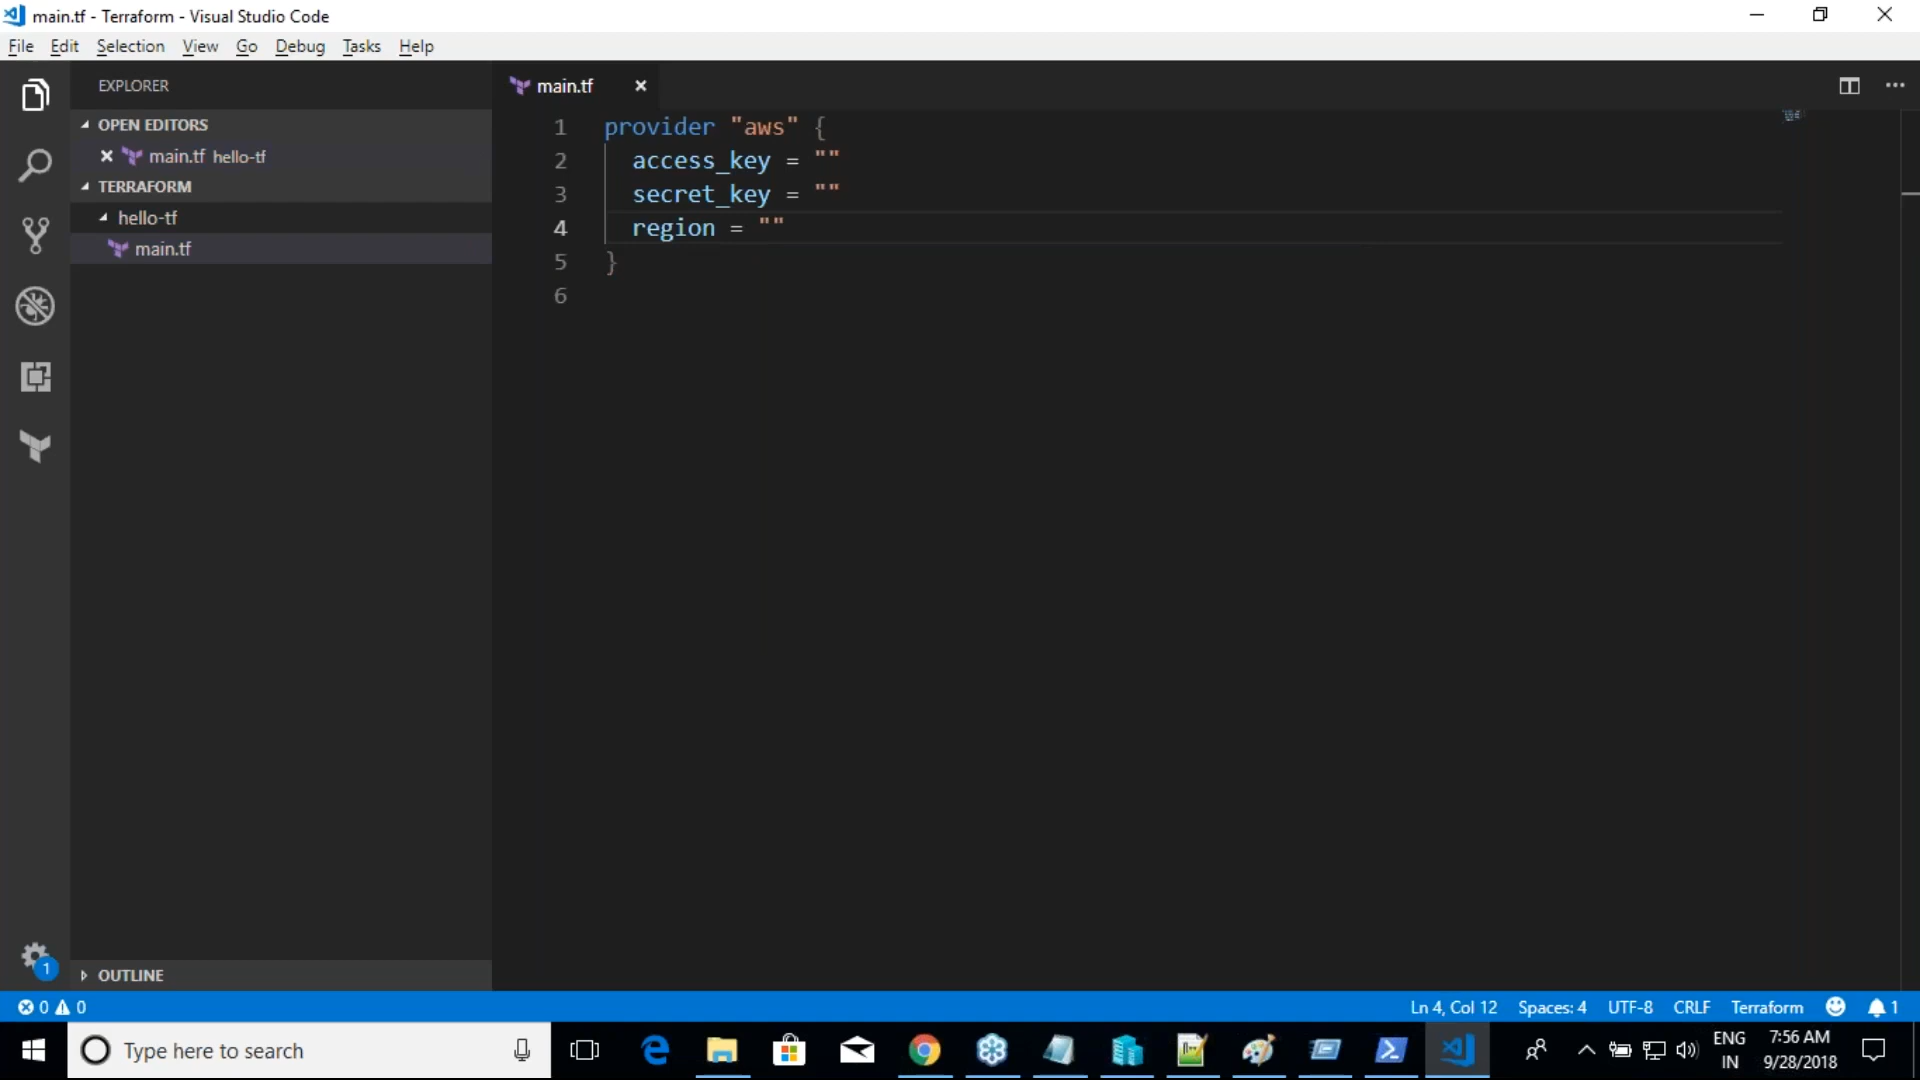 main.tf - Terraform - Visual Studio Code
File Edit Selection View Go Debug Tasks Help
EXPLORER
OPEN EDITORS
main.tf hello-tf
TERRAFORM
hello-tf
main.tf
OUTLINE
main.tf
1 provider "aws" {
2 access_key = ""
3 secret_key = ""
4 region = ""
5 }
6
1
0 0
Ln 4, Col 12 Spaces: 4 UTF-8 CRLF Terraform 1
Type here to search
ENG
IN
7:56 AM
9/28/2018